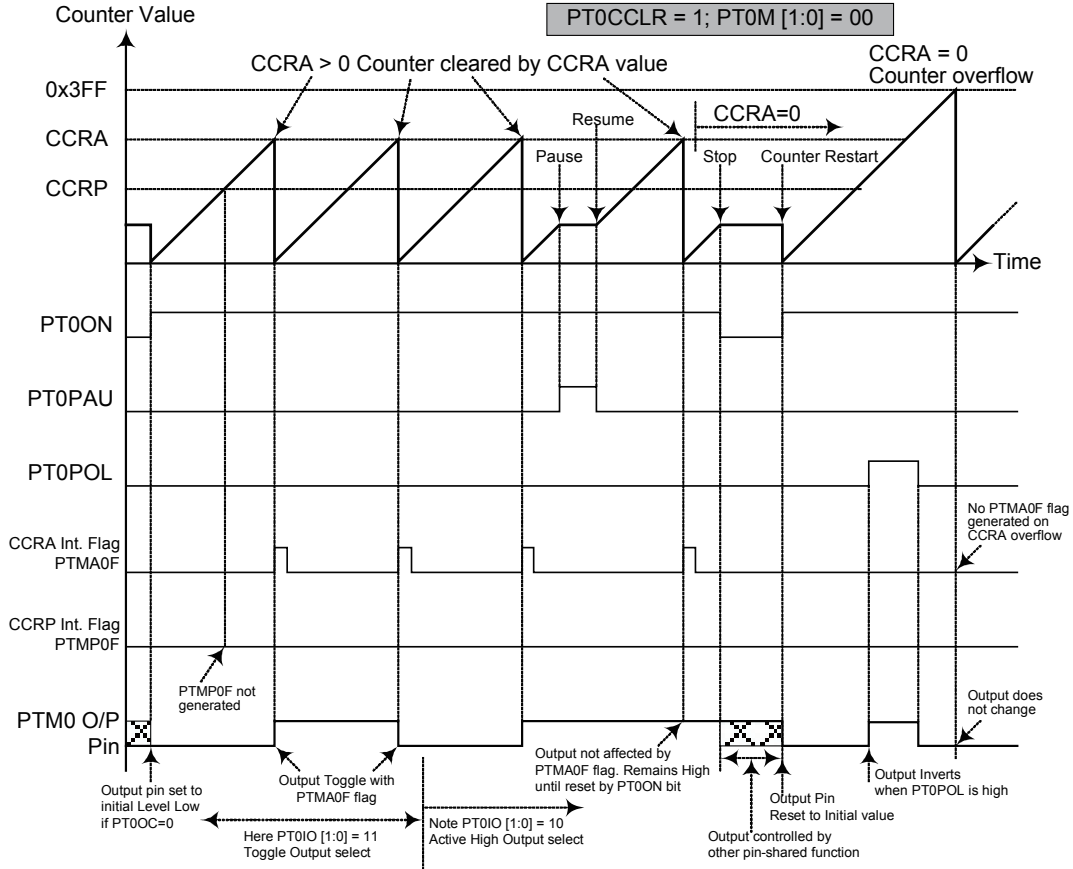 Counter Value
PT0CCLR = 1; PT0M [1:0] = 00
CCRA > 0 Counter cleared by CCRA value
CCRA = 0
Counter overflow
0x3FF
CCRA
CCRP
Resume
CCRA=0
Pause
Stop
Counter Restart
Time
PT0ON
PT0PAU
PT0POL
No PTMA0F flag
generated on
CCRA overflow
CCRA Int. Flag
PTMA0F
CCRP Int. Flag
PTMP0F
PTMP0F not
generated
PTM0 O/P
Pin
Output does
not change
Output pin set to
initial Level Low
if PT0OC=0
Output Toggle with
PTMA0F flag
Here PT0IO [1:0] = 11
Toggle Output select
Note PT0IO [1:0] = 10
Active High Output select
Output not affected by
PTMA0F flag. Remains High
until reset by PT0ON bit
Output controlled by
other pin-shared function
Output Pin
Reset to Initial value
Output Inverts
when PT0POL is high